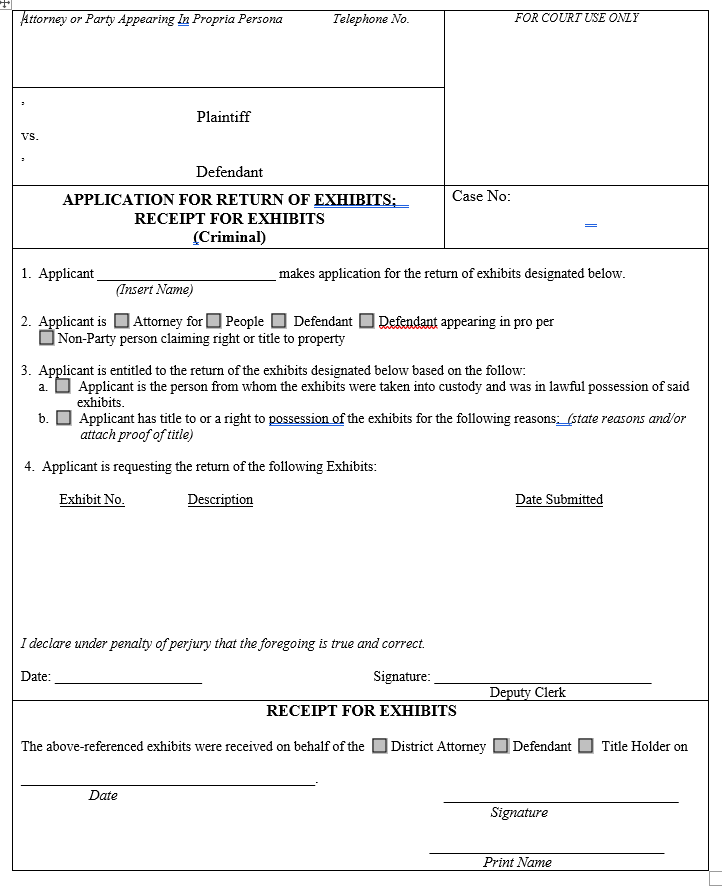 Attorney or Party Appearing In Propria Persona Telephone No.
FOR COURT USE ONLY
,
Plaintiff
vs.
,
Defendant
APPLICATION FOR RETURN OF EXHIBITS;
RECEIPT FOR EXHIBITS
(Criminal)
Case No:
1. Applicant makes application for the return of exhibits designated below.
(Insert Name)
2. Applicant is Attorney for People Defendant Defendant appearing in pro per
Non-Party person claiming right or title to property
3. Applicant is entitled to the return of the exhibits designated below based on the follow:
a. Applicant is the person from whom the exhibits were taken into custody and was in lawful possession of said
exhibits.
b. Applicant has title to or a right to possession of the exhibits for the following reasons: (state reasons and/or
attach proof of title)
4. Applicant is requesting the return of the following Exhibits:
Exhibit No. Description Date Submitted
I declare under penalty of perjury that the foregoing is true and correct.
Date: Signature:
Deputy Clerk
RECEIPT FOR EXHIBITS
The above-referenced exhibits were received on behalf of the District Attorney Defendant Title Holder on
.
Date
Signature
Print Name